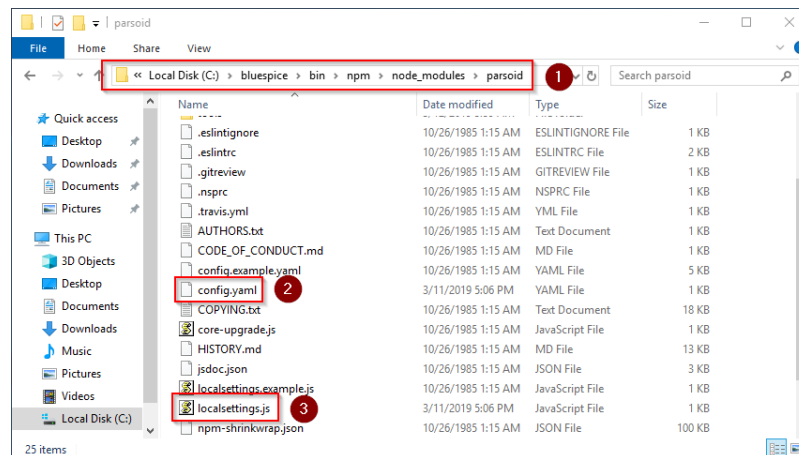 parsoid
File Home Share View
« Local Disk (C:) > bluespice > bin > npm > node_modules > parsoid 1 Search parsoid
Name Date modified Type Size
Quick access
Desktop
Downloads
Documents
Pictures
This PC
3D Objects
Desktop
Documents
Downloads
Music
Pictures
Videos
Local Disk (C:)
.eslintignore 10/26/1985 1:15 AM ESLINTIGNORE File 1 KB
.eslintrc 10/26/1985 1:15 AM ESLINTRC File 2 KB
.gitreview 10/26/1985 1:15 AM GITREVIEW File 1 KB
.nsprc 10/26/1985 1:15 AM NSPRC File 1 KB
.travis.yml 10/26/1985 1:15 AM YML File 1 KB
AUTHORS.txt 10/26/1985 1:15 AM Text Document 1 KB
CODE_OF_CONDUCT.md 10/26/1985 1:15 AM MD File 1 KB
config.example.yaml 10/26/1985 1:15 AM YAML File 5 KB
config.yaml 2 3/11/2019 5:06 PM YAML File 1 KB
COPYING.txt 10/26/1985 1:15 AM Text Document 18 KB
core-upgrade.js 10/26/1985 1:15 AM JavaScript File 1 KB
HISTORY.md 10/26/1985 1:15 AM MD File 13 KB
jsdoc.json 10/26/1985 1:15 AM JSON File 3 KB
localsettings.example.js 10/26/1985 1:15 AM JavaScript File 1 KB
localsettings.js 3 3/11/2019 5:06 PM JavaScript File 1 KB
npm-shrinkwrap.json 10/26/1985 1:15 AM JSON File 100 KB
25 items